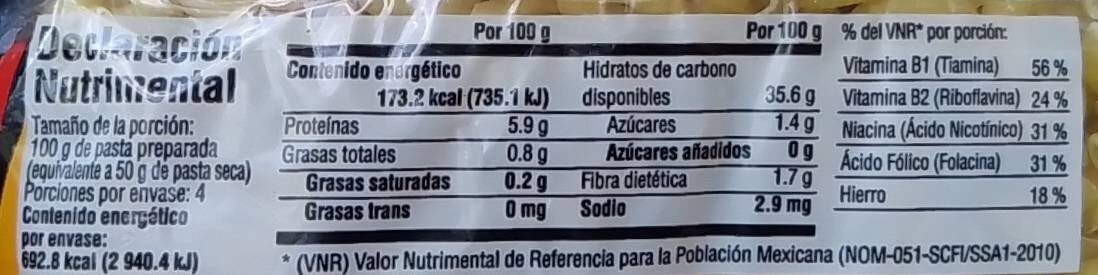 Declaración
Nutrimental
Tamaño de la porción:
100 g de pasta preparada
(equivalente a 50 g de pasta seca)
Porciones por envase: 4
Contenido energético
por envase:
692.8 kcal (2 940.4 kJ)
Por 100 g
Contenido energético
173.2 kcal (735.1 kJ)
Proteínas 5.9 g
Grasas totales 0.8 g
Grasas saturadas 0.2 g
Grasas trans 0 mg
Por 100 g
Hidratos de carbono
disponibles 35.6 g
Azúcares 1.4 g
Azúcares añadidos 0 g
Fibra dietética 1.7 g
Sodio 2.9 mg
% del VNR* por porción:
Vitamina B1 (Tiamina) 56 %
Vitamina B2 (Riboflavina) 24 %
Niacina (Ácido Nicotínico) 31 %
Ácido Fólico (Folacina) 31 %
Hierro 18 %
* (VNR) Valor Nutrimental de Referencia para la Población Mexicana (NOM-051-SCFI/SSA1-2010)